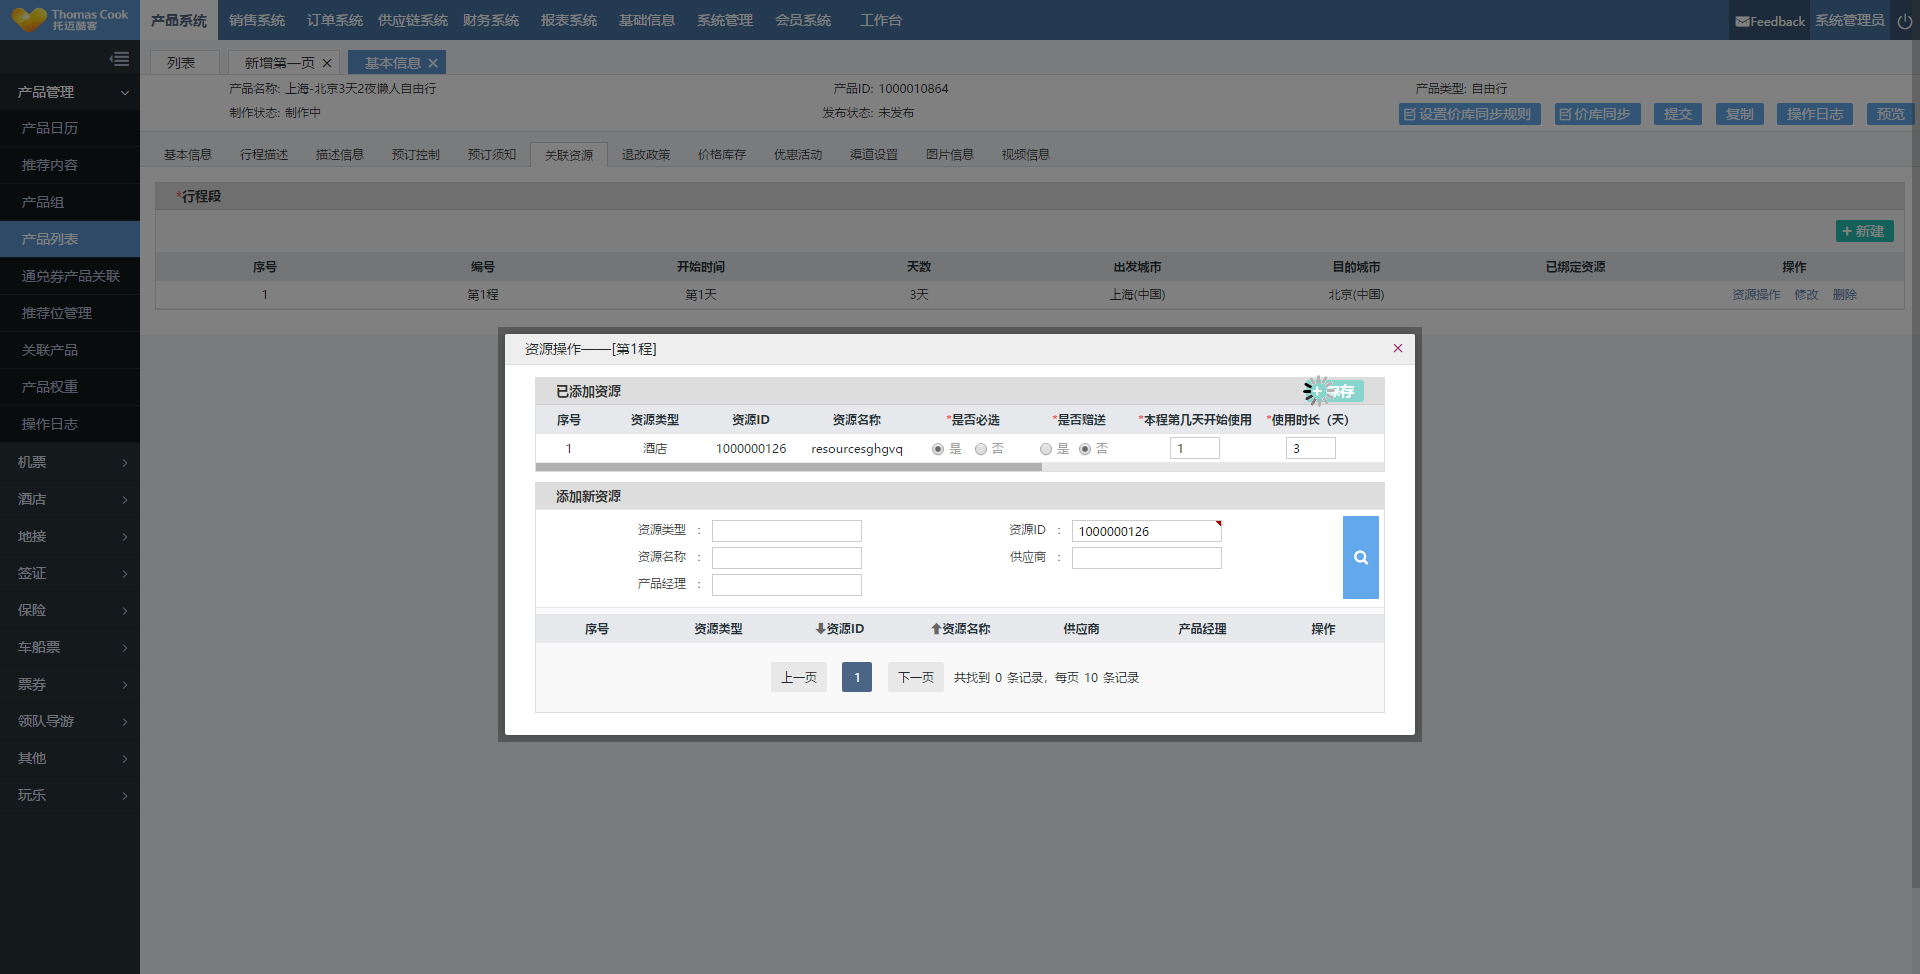 Thomas Cook
托迈酷客
产品系统
销售系统
订单系统
供应链系统
财务系统
报表系统
基础信息
系统管理
会员系统
工作台
Feedback
系统管理员
产品管理
产品日历
推荐内容
产品组
产品列表
通兑券产品关联
推荐位管理
关联产品
产品权重
操作日志
机票
酒店
地接
签证
保险
车船票
票券
领队导游
其他
玩乐
列表
新增第一页
基本信息
产品名称: 上海-北京3天2夜懒人自由行
产品ID: 1000010864
产品类型: 自由行
制作状态: 制作中
发布状态: 未发布
设置价库同步规则
价库同步
提交
复制
操作日志
预览
基本信息
行程描述
描述信息
预订控制
预订须知
关联资源
退改政策
价格库存
优惠活动
渠道设置
图片信息
视频信息
*行程段
+ 新建
序号 编号 开始时间 天数 出发城市 目的城市 已绑定资源 操作
1 第1程 第1天 3天 上海(中国) 北京(中国) 资源操作 修改 删除
资源操作——[第1程]
已添加资源
+ 保存
序号 资源类型 资源ID 资源名称 *是否必选 *是否赠送 *本程第几天开始使用 *使用时长（天）
1 酒店 1000000126 resourcesghgvq 是 否 是 否 1 3
添加新资源
资源类型 :
资源ID : 1000000126
资源名称 :
供应商 :
产品经理 :
序号 资源类型 资源ID 资源名称 供应商 产品经理 操作
上一页 1 下一页 共找到 0 条记录, 每页 10 条记录